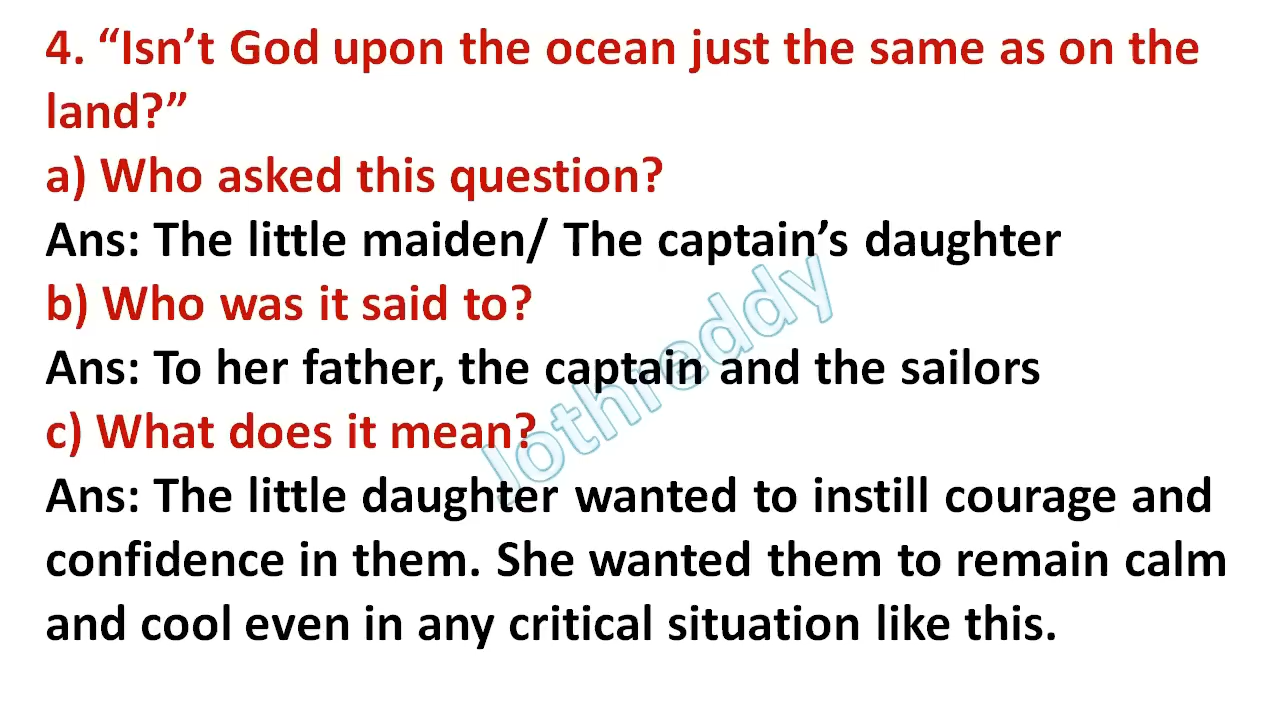 4. “Isn’t God upon the ocean just the same as on the
land?”
a) Who asked this question?
Ans: The little maiden/ The captain’s daughter
b) Who was it said to?
Ans: To her father, the captain and the sailors
c) What does it mean?
Ans: The little daughter wanted to instill courage and
confidence in them. She wanted them to remain calm
and cool even in any critical situation like this.
lothreddy